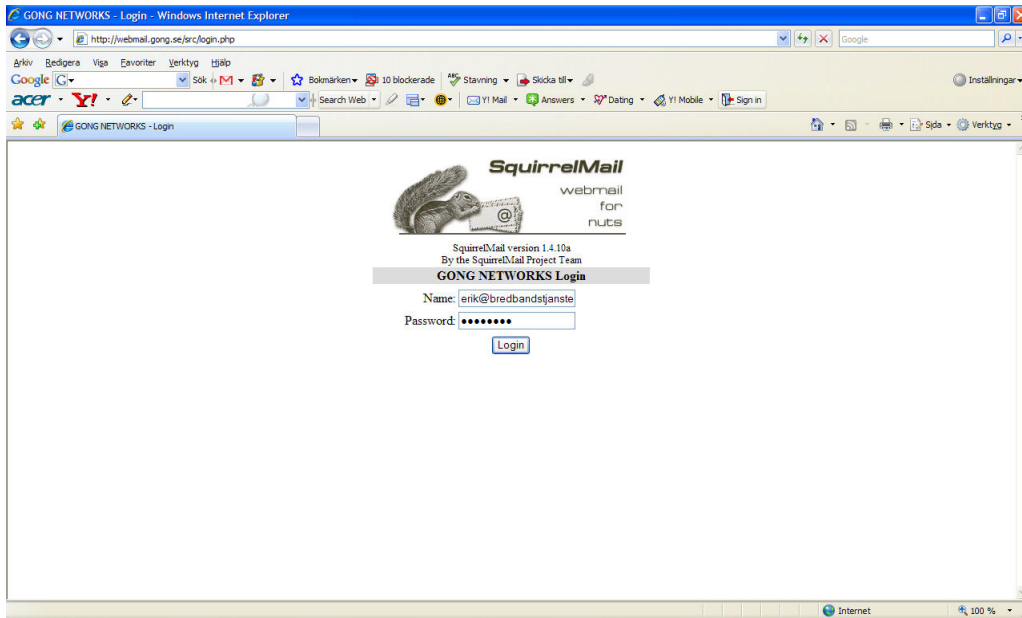 GONG NETWORKS - Login - Windows Internet Explorer
http://webmail.gong.se/src/login.php
Google
Arkiv Redigera Visa Favoriter Verktyg Hjälp
Google G Sök Bokmärken 10 blockerade ABC Stavning Skicka till Inställningar
acer Y! Search Web Y! Mail Answers Dating Y! Mobile Sign in
GONG NETWORKS - Login
Sida Verktyg
SquirrelMail
webmail
for
nuts
@
SquirrelMail version 1.4.10a
By the SquirrelMail Project Team
GONG NETWORKS Login
Name: erik@bredbandstjanste
Password: ••••••••
Login
Internet 100 %